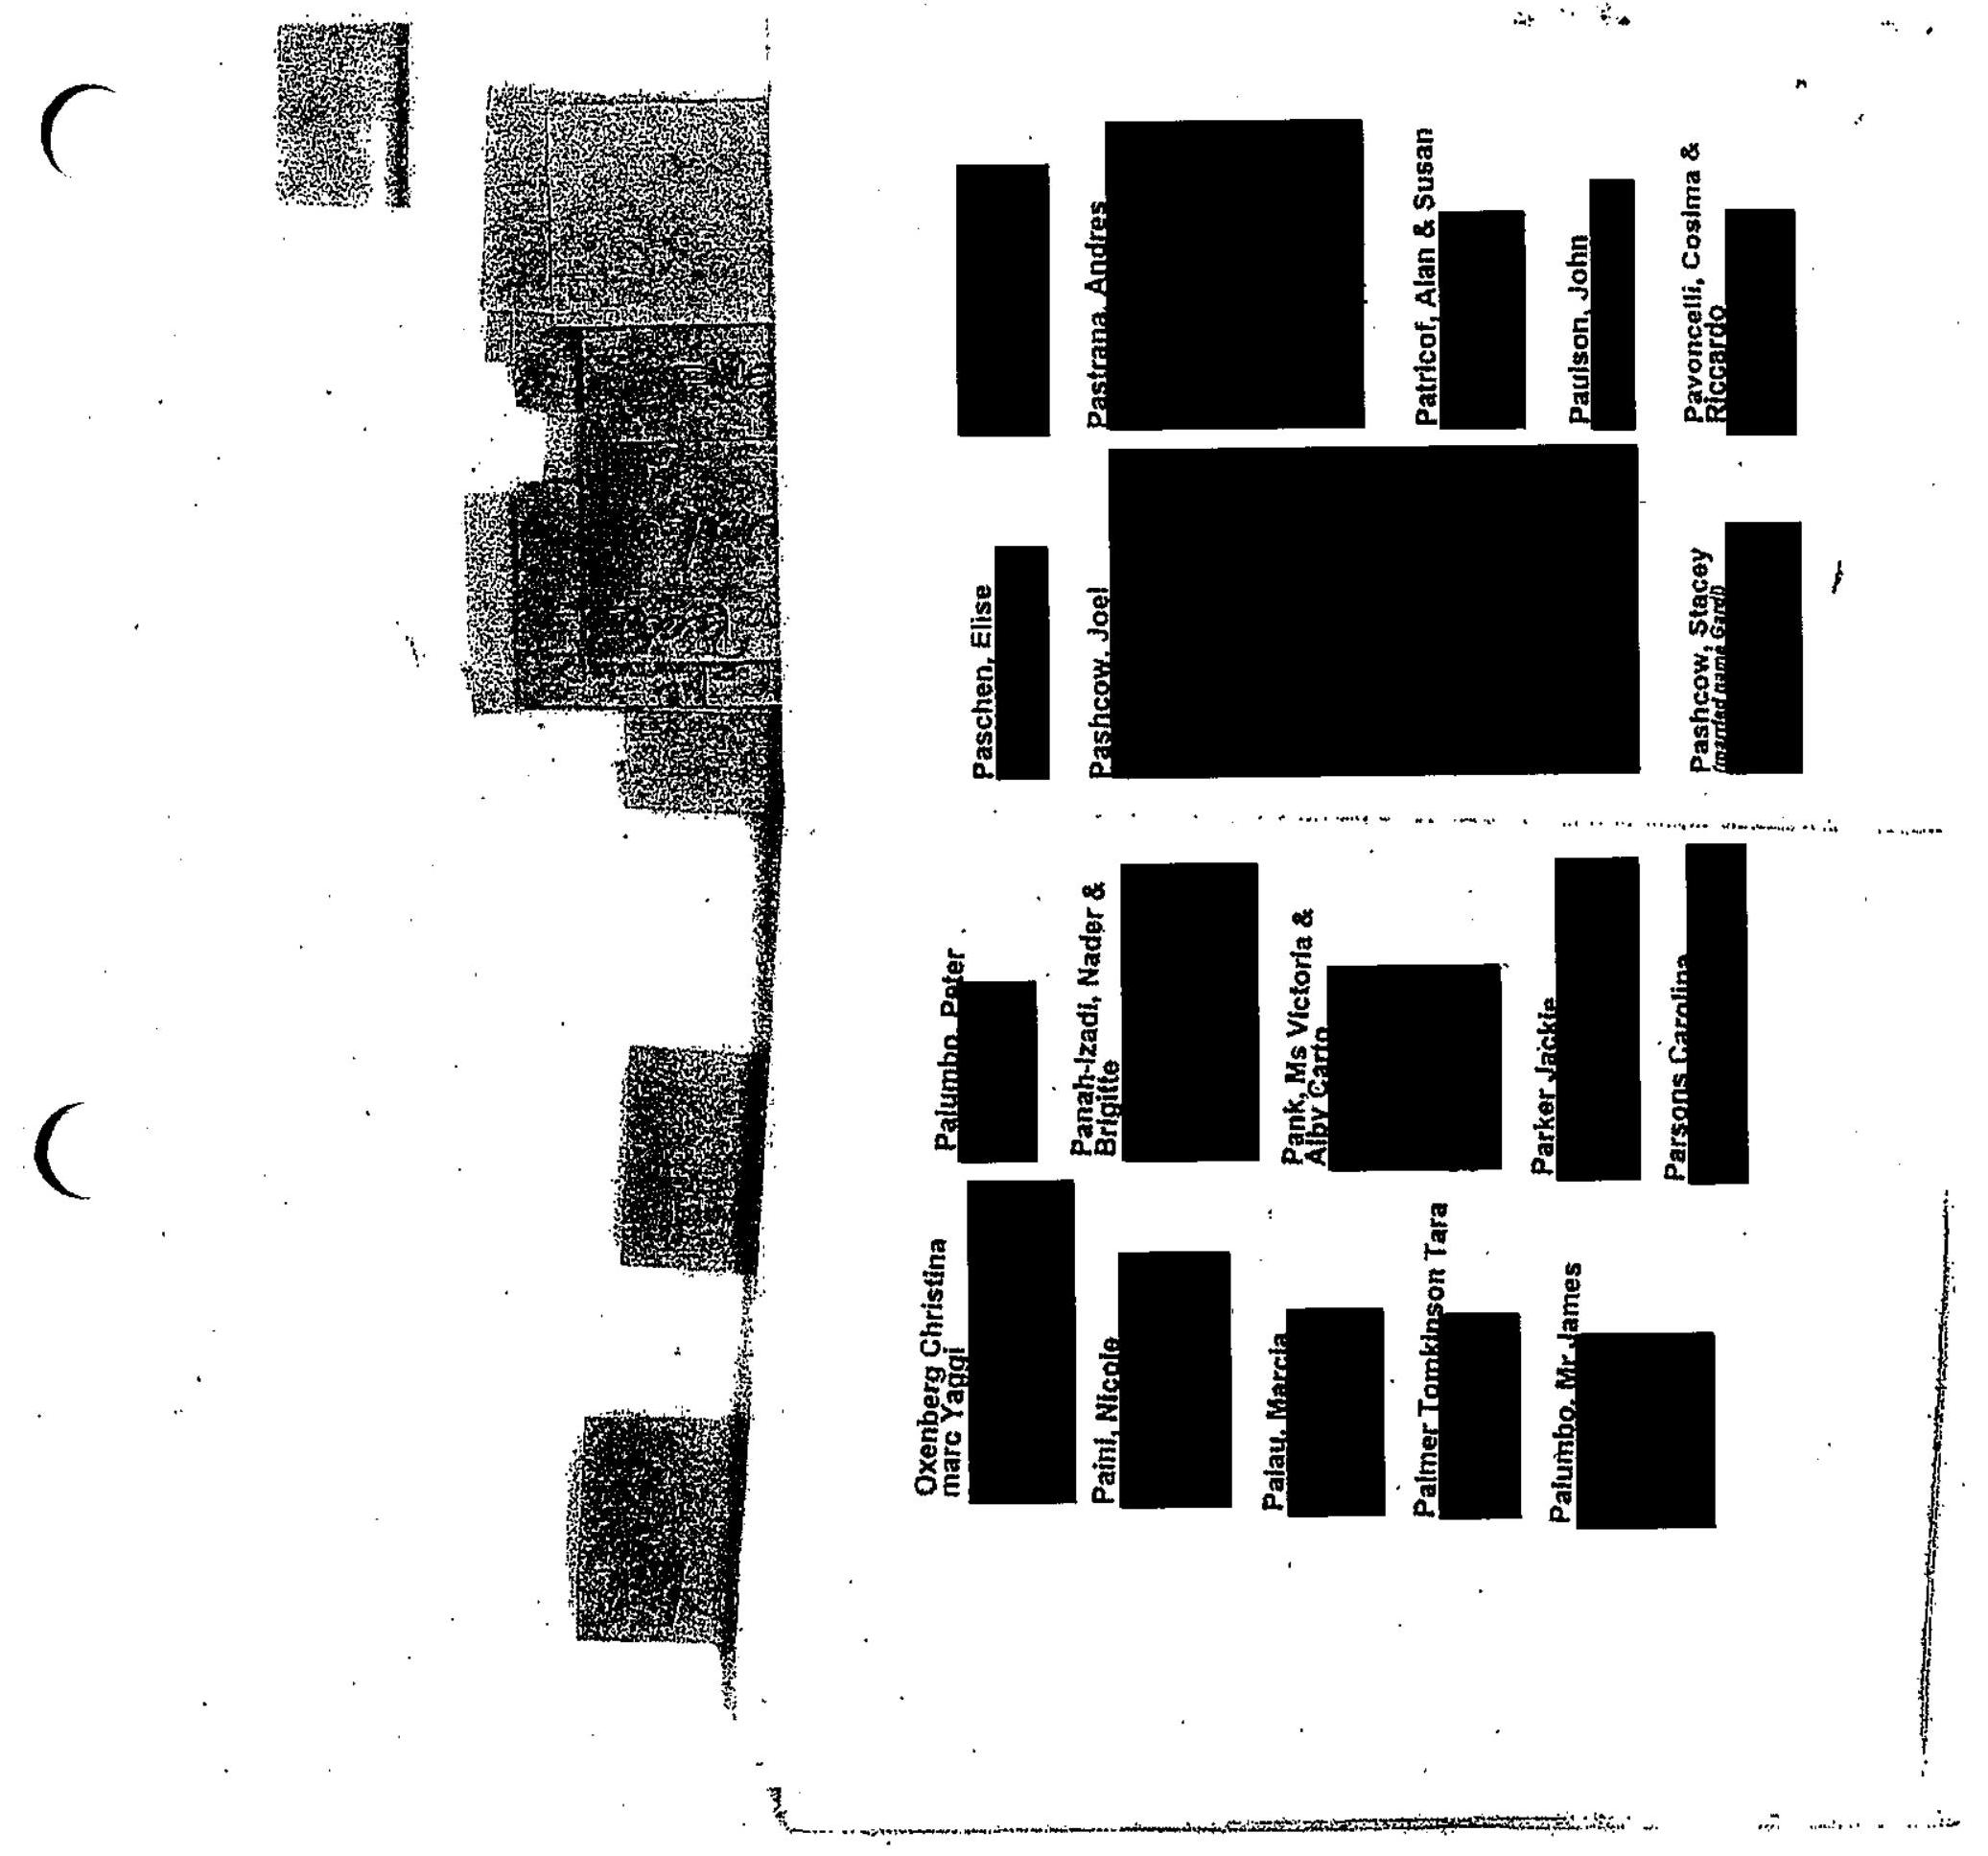 Oxenberg Christina
marc Yaggi
Paini, Nicole
Palau, Marcia
Palmer Tomkinson Tara
Palumbo, Mr James
Palumbo, Peter
Panah-Izadi, Nader &
Brigitte
Pank, Ms Victoria &
Alby Carto
Parker Jackie
Parsons Carolina
Paschen, Elise
Pashcow, Joel
Pashcow, Stacey
(married name Gardi)
Pastrana, Andres
Patricof, Alan & Susan
Paulson, John
Pavoncelli, Cosima &
Riccardo